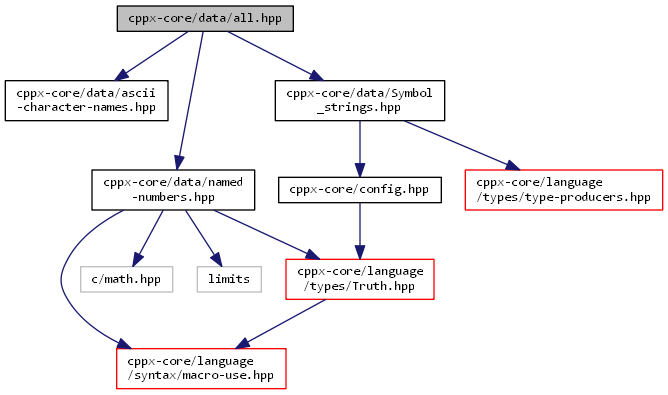 cppx-core/data/all.hpp
cppx-core/data/ascii
-character-names.hpp
cppx-core/data/Symbol
_strings.hpp
cppx-core/data/named
-numbers.hpp
cppx-core/config.hpp
cppx-core/language
/types/type-producers.hpp
c/math.hpp
limits
cppx-core/language
/types/Truth.hpp
cppx-core/language
/syntax/macro-use.hpp